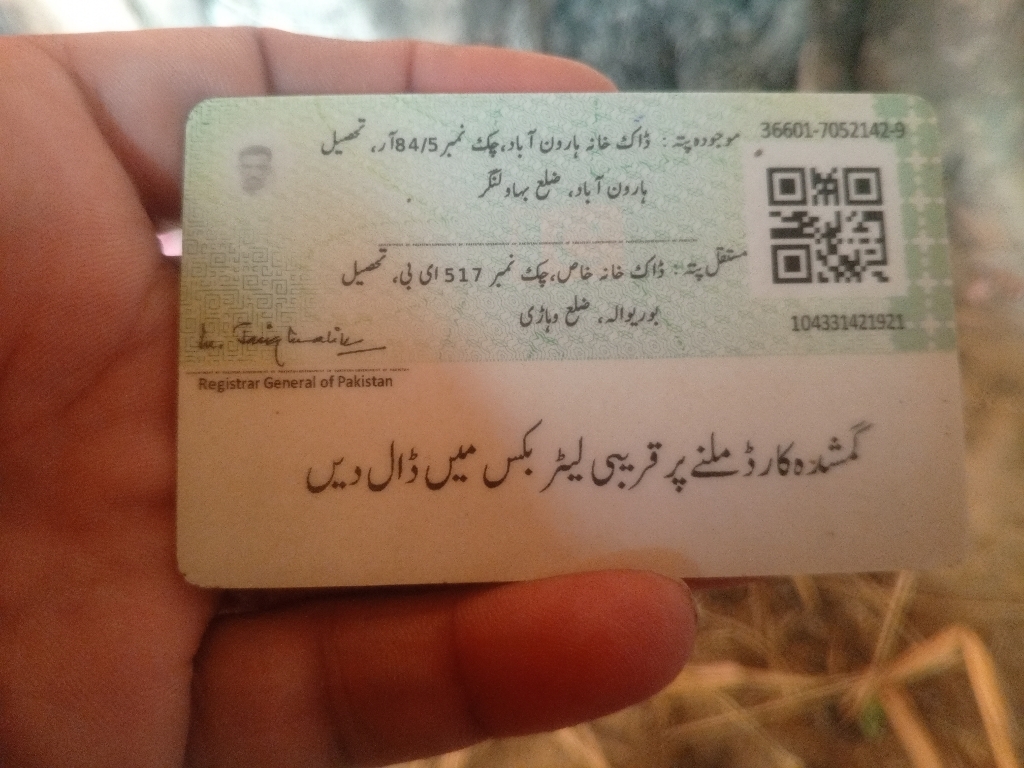 36601-7052142-9
موجودہ پتہ : ڈاک خانہ ہارون آباد،چک نمبر 84/5آر، تحصیل
ہارون آباد، ضلع بہاولنگر
مستقل پتہ : ڈاک خانہ خاص،چک نمبر 517 ای بی، تحصیل
بوریوالہ، ضلع وہاڑی
104331421921
Registrar General of Pakistan
گمشدہ کارڈ ملنے پر قریبی لیٹر بکس میں ڈال دیں